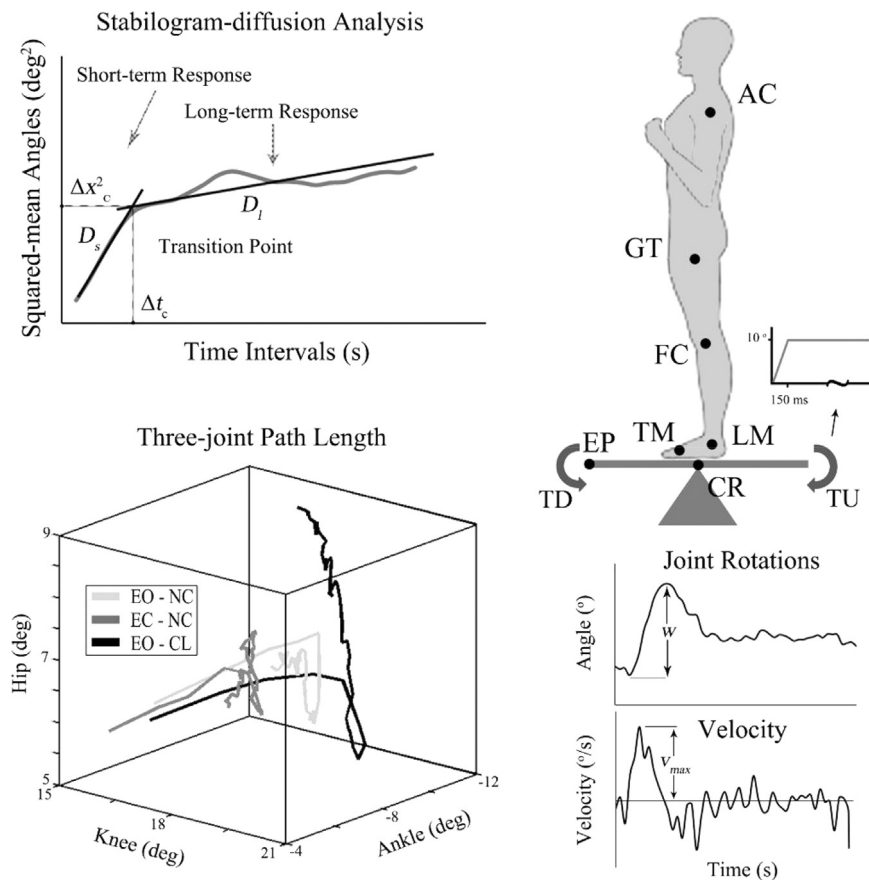 Stabilogram-diffusion Analysis
Squared-mean Angles (deg²)
Short-term Response
Long-term Response
Δx²c
Ds
Dl
Transition Point
Δtc
Time Intervals (s)
AC
GT
FC
TM
LM
EP
CR
TD
TU
10 °
150 ms
Three-joint Path Length
EO - NC
EC - NC
EO - CL
Hip (deg)
9
7
5
15
18
21
Knee (deg)
-4
-8
-12
Ankle (deg)
Joint Rotations
Angle (°)
w
Velocity
Velocity (°/s)
vmax
Time (s)